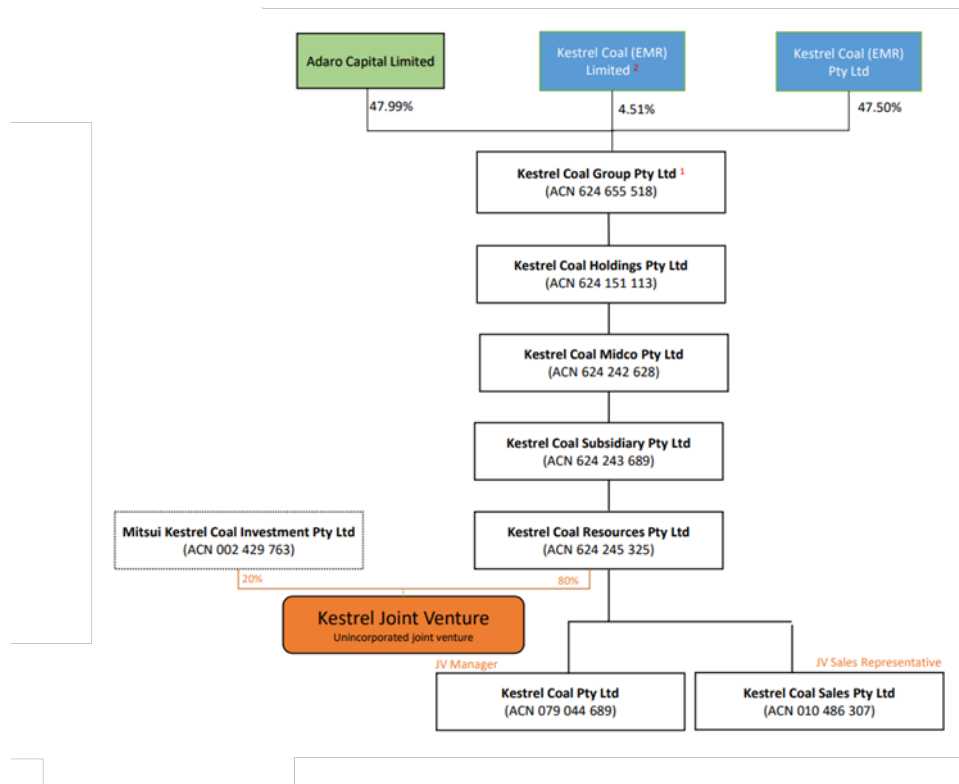 Adaro Capital Limited
Kestrel Coal (EMR)
Limited 2
Kestrel Coal (EMR)
Pty Ltd
47.99%
4.51%
47.50%
Kestrel Coal Group Pty Ltd 1
(ACN 624 655 518)
Kestrel Coal Holdings Pty Ltd
(ACN 624 151 113)
Kestrel Coal Midco Pty Ltd
(ACN 624 242 628)
Kestrel Coal Subsidiary Pty Ltd
(ACN 624 243 689)
Mitsui Kestrel Coal Investment Pty Ltd
(ACN 002 429 763)
Kestrel Coal Resources Pty Ltd
(ACN 624 245 325)
20%
80%
Kestrel Joint Venture
Unincorporated joint venture
JV Manager
JV Sales Representative
Kestrel Coal Pty Ltd
(ACN 079 044 689)
Kestrel Coal Sales Pty Ltd
(ACN 010 486 307)